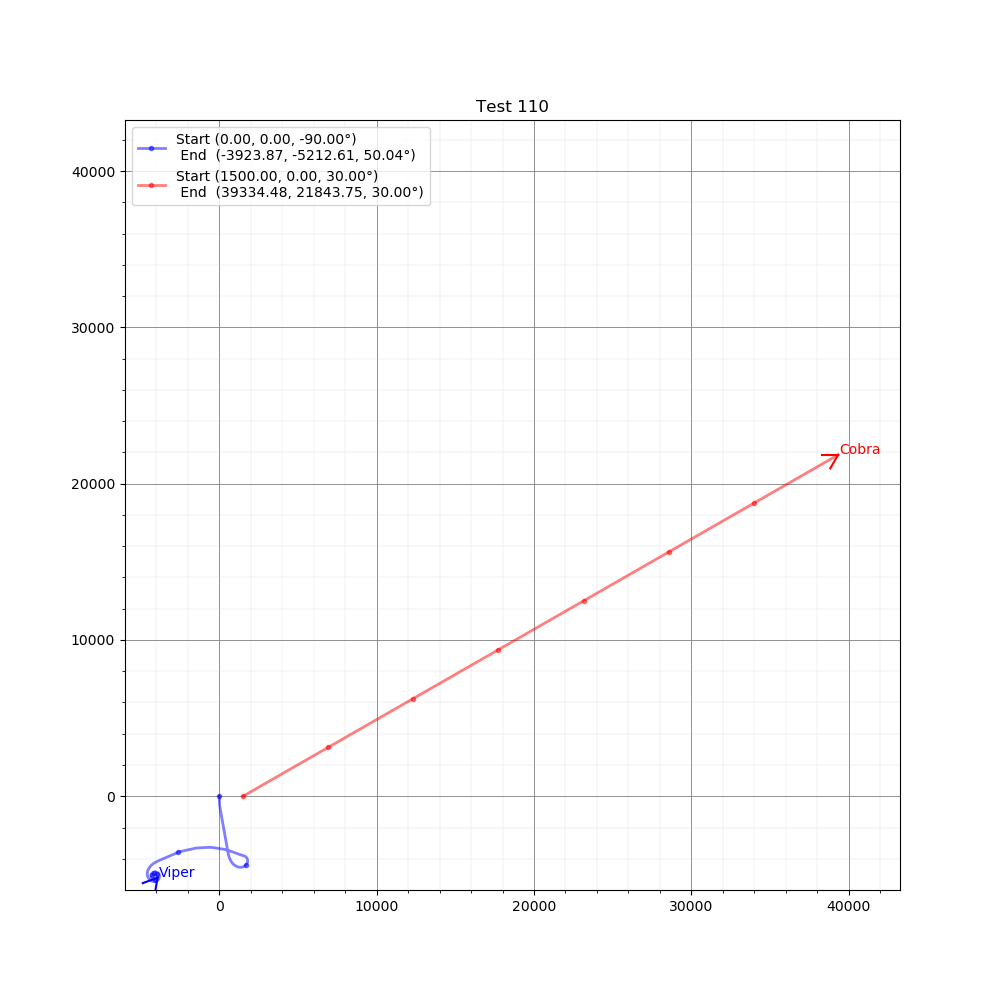 Test 110
Start (0.00, 0.00, -90.00°)
End (-3923.87, -5212.61, 50.04°)
Start (1500.00, 0.00, 30.00°)
End (39334.48, 21843.75, 30.00°)
40000
30000
20000
10000
0
Cobra
Viper
0
10000
20000
30000
40000